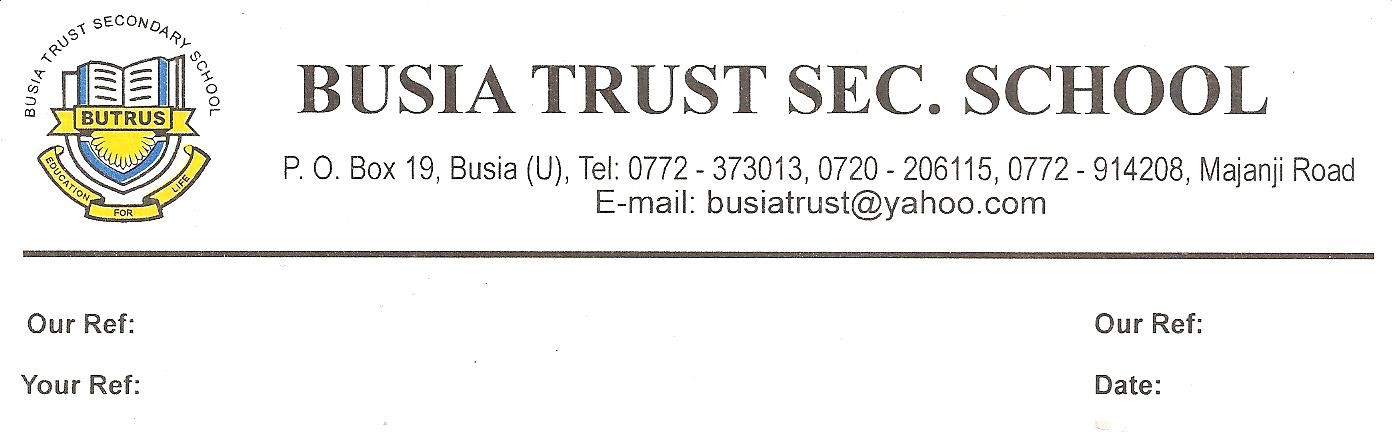 BUSIA TRUST SECONDARY SCHOOL
BUTRUS
EDUCATION FOR LIFE
BUSIA TRUST SEC. SCHOOL
P. O. Box 19, Busia (U), Tel: 0772 - 373013, 0720 - 206115, 0772 - 914208, Majanji Road
E-mail: busiatrust@yahoo.com
Our Ref: Our Ref:
Your Ref: Date: